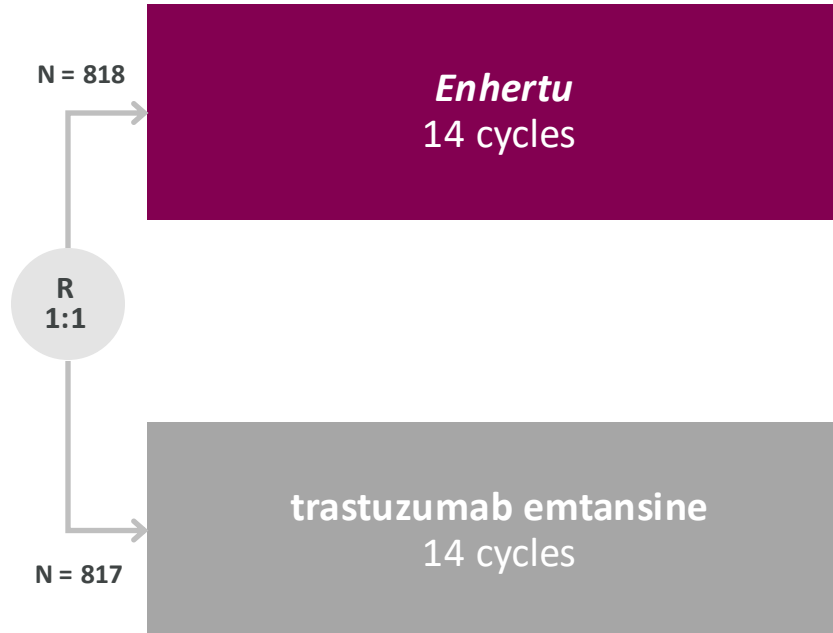 N = 818
Enhertu
14 cycles
R
1:1
trastuzumab emtansine
14 cycles
N = 817